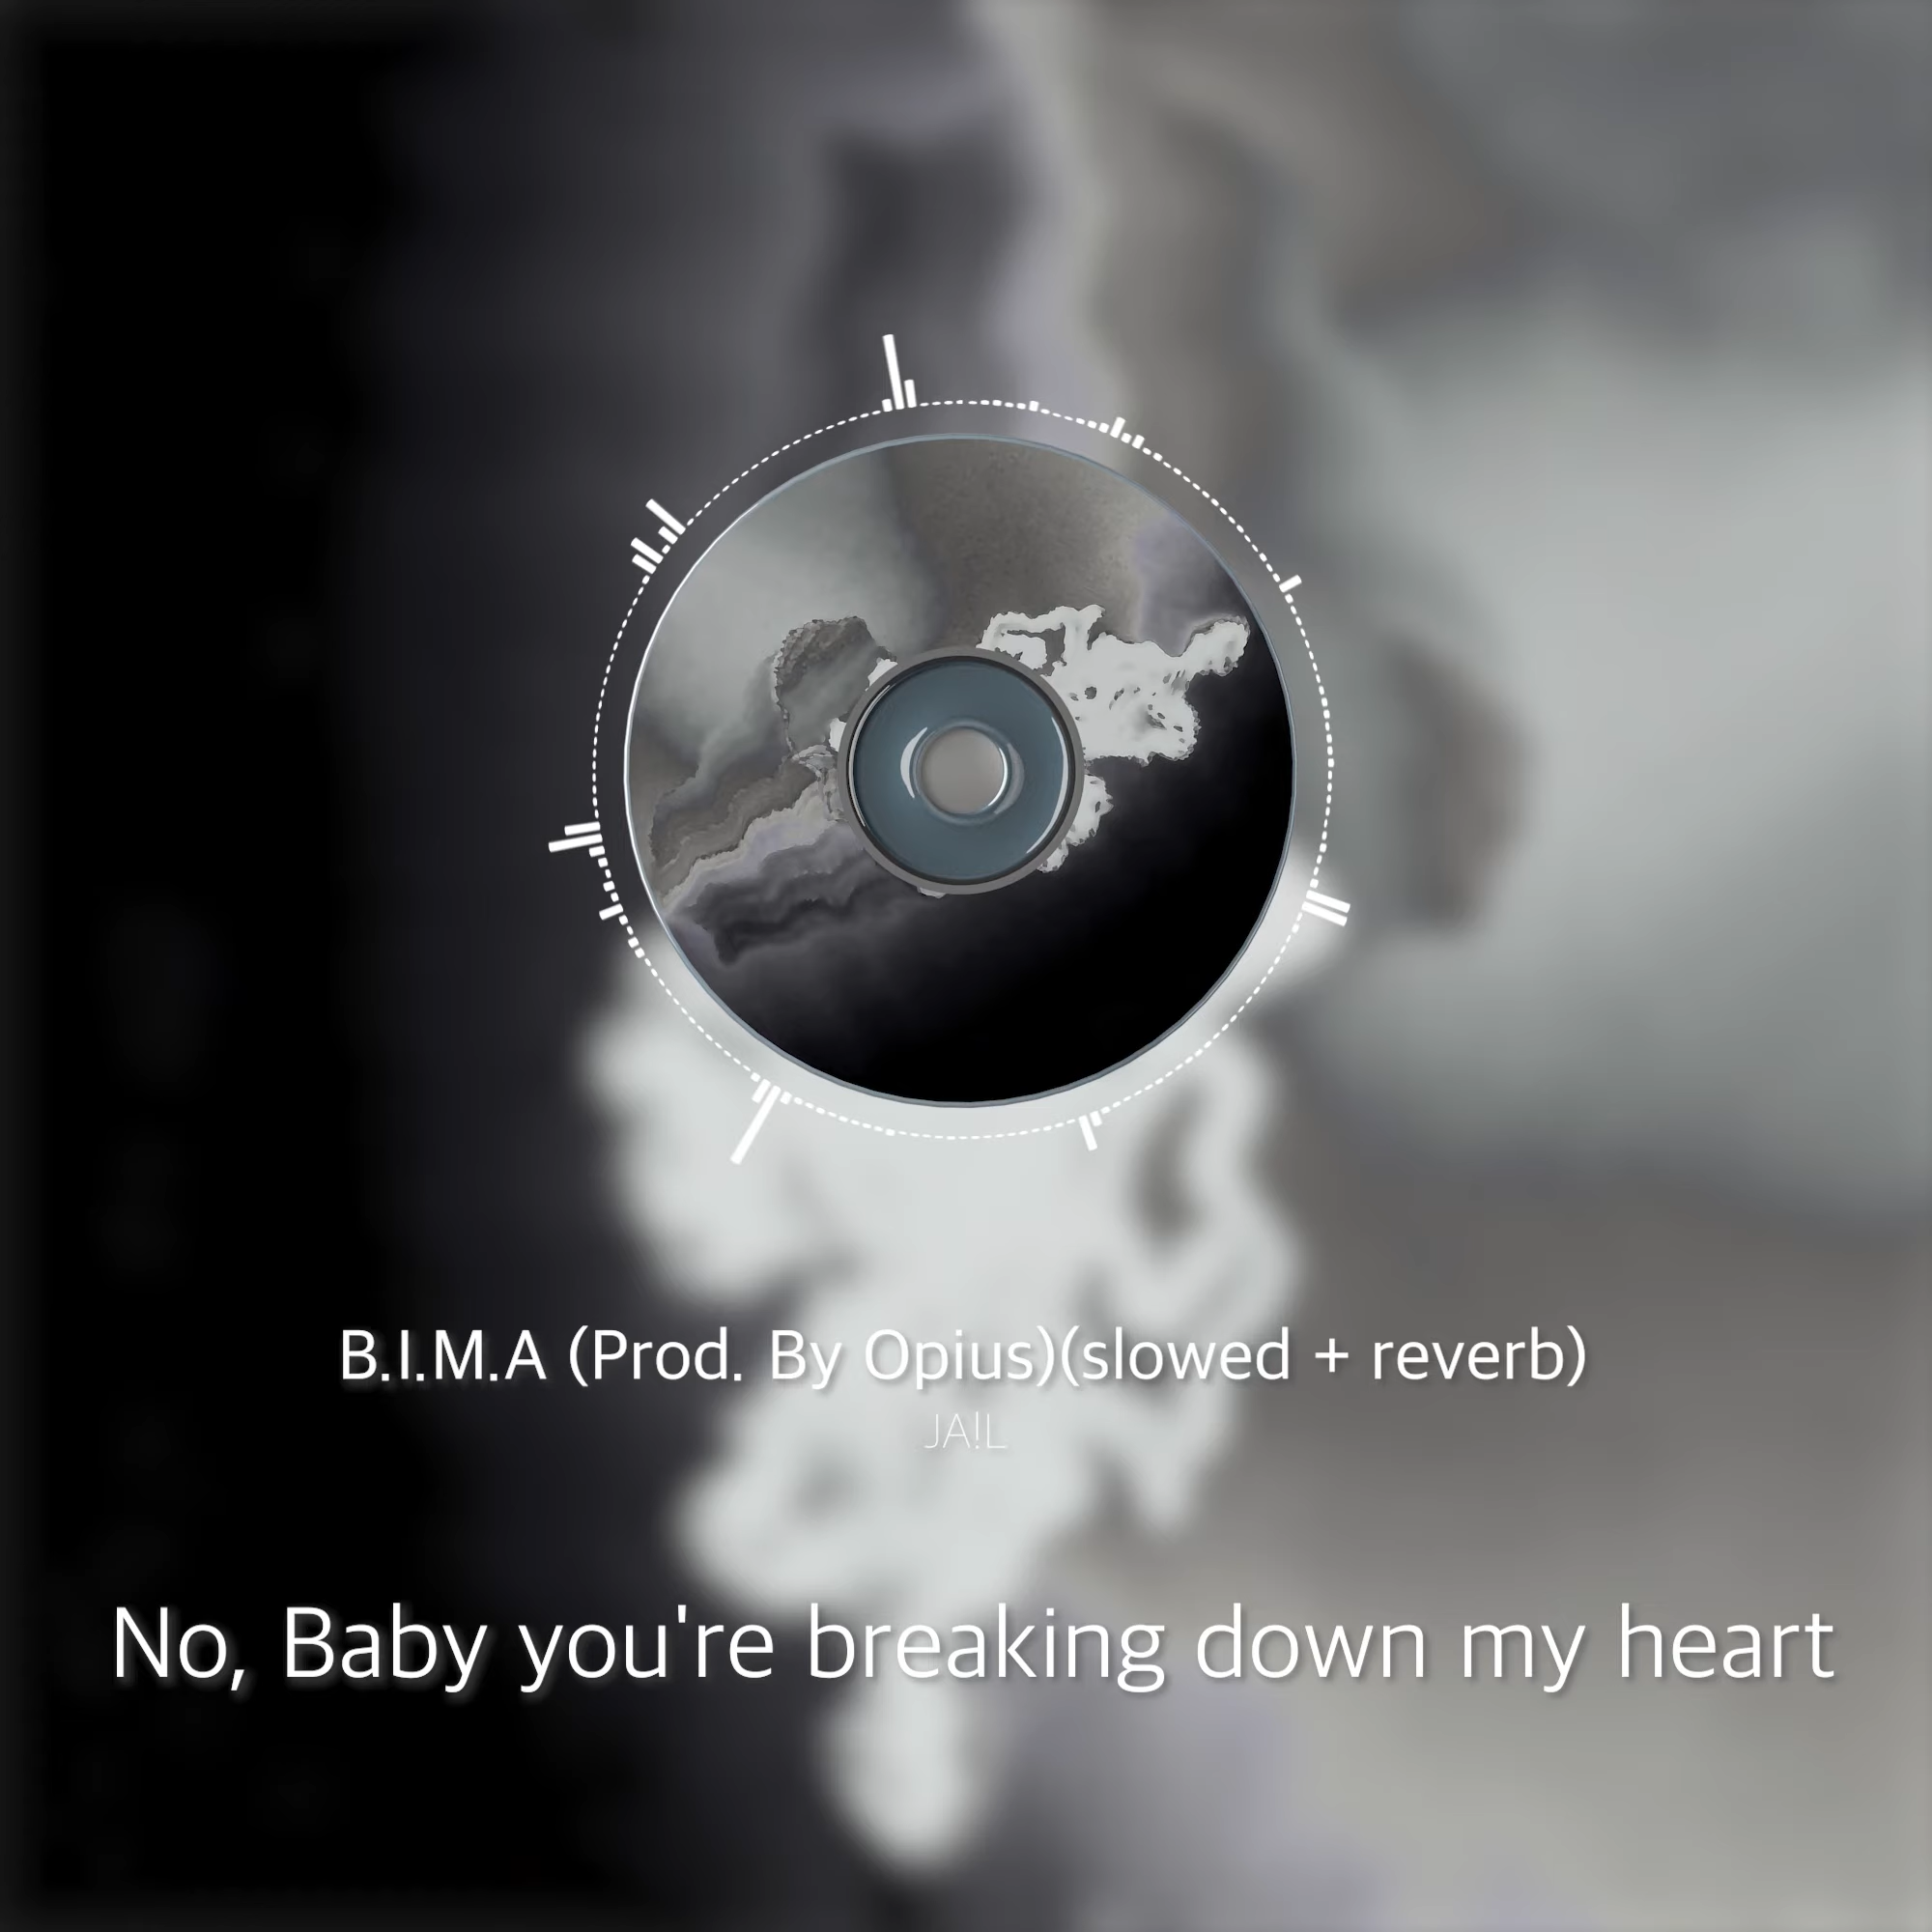 B.I.M.A (Prod. By Opius)(slowed + reverb)
JA!L
No, Baby you're breaking down my heart